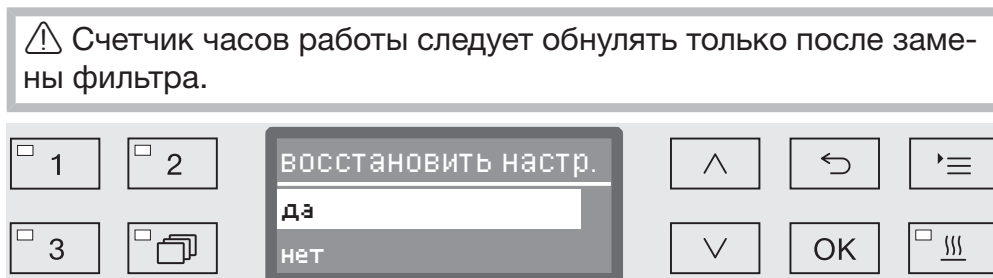 ⚠ Счетчик часов работы следует обнулять только после заме-
ны фильтра.
1 2 восстановить настр.
да
3 нет OK